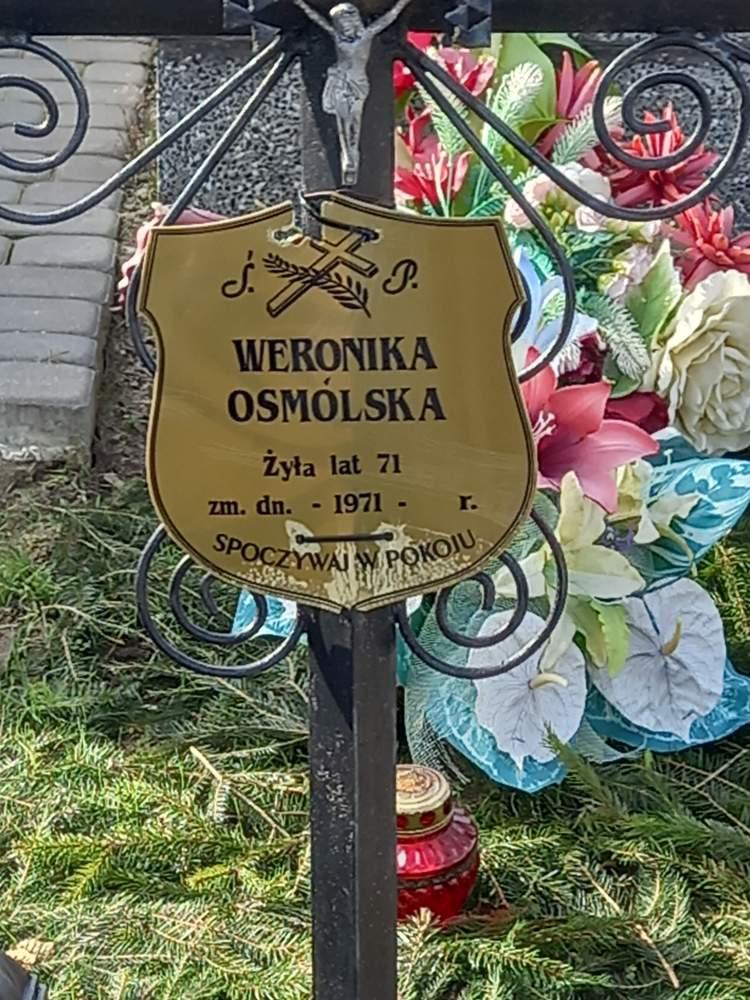 Ś. P.
WERONIKA
OSMÓLSKA
Żyła lat 71
zm. dn. - 1971 - r.
SPOCZYWAJ W POKOJU